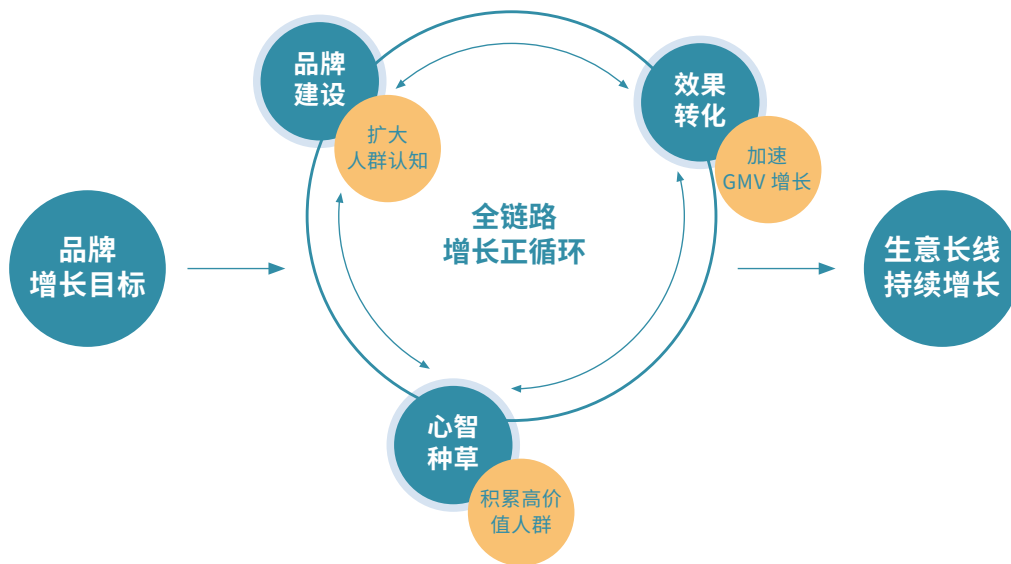 品牌
建设
扩大
人群认知
效果
转化
加速
GMV 增长
全链路
增长正循环
品牌
增长目标
生意长线
持续增长
心智
种草
积累高价
值人群